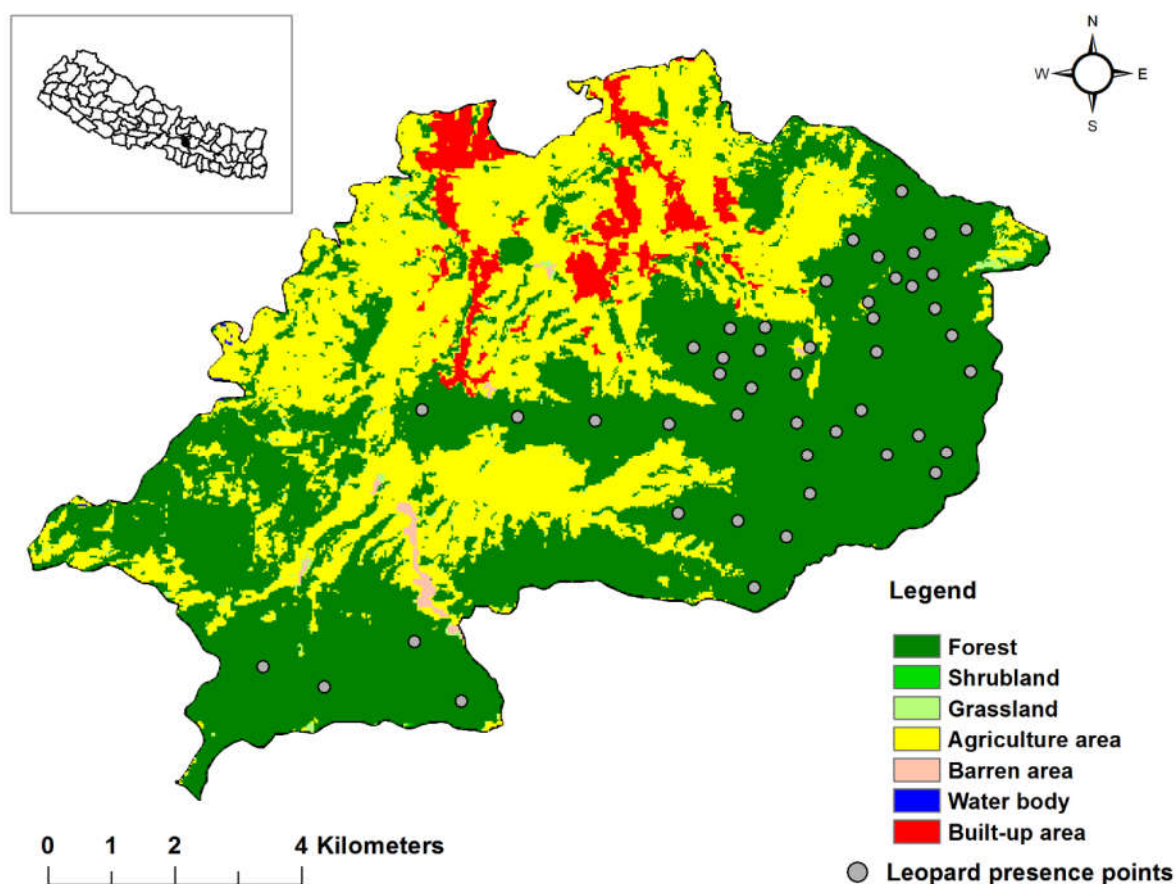 N
W E
S
Legend
Forest
Shrubland
Grassland
Agriculture area
Barren area
Water body
Built-up area
Leopard presence points
0 1 2 4 Kilometers